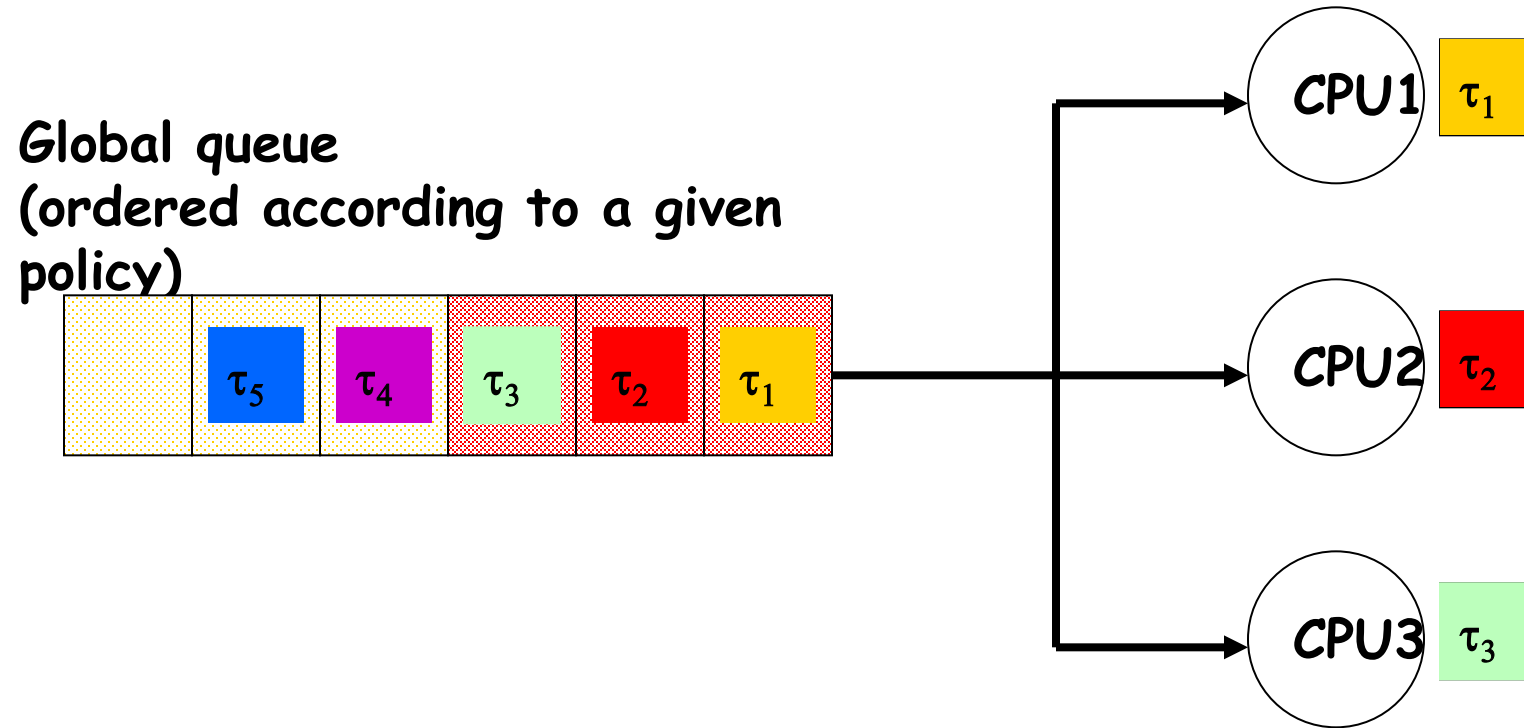 Global queue
(ordered according to a given
policy)
τ5 τ4 τ3 τ2 τ1
CPU1 τ1
CPU2 τ2
CPU3 τ3